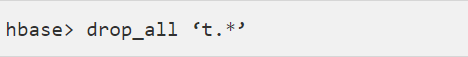 hbase> drop_all ‘t.*’